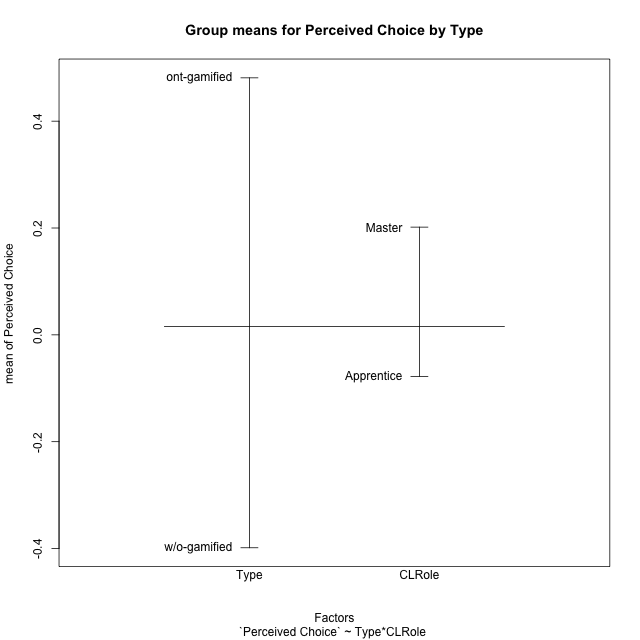 Group means for Perceived Choice by Type
mean of Perceived Choice
0.4
0.2
0.0
-0.2
-0.4
ont-gamified
w/o-gamified
Master
Apprentice
Type
CLRole
Factors
`Perceived Choice` ~ Type*CLRole